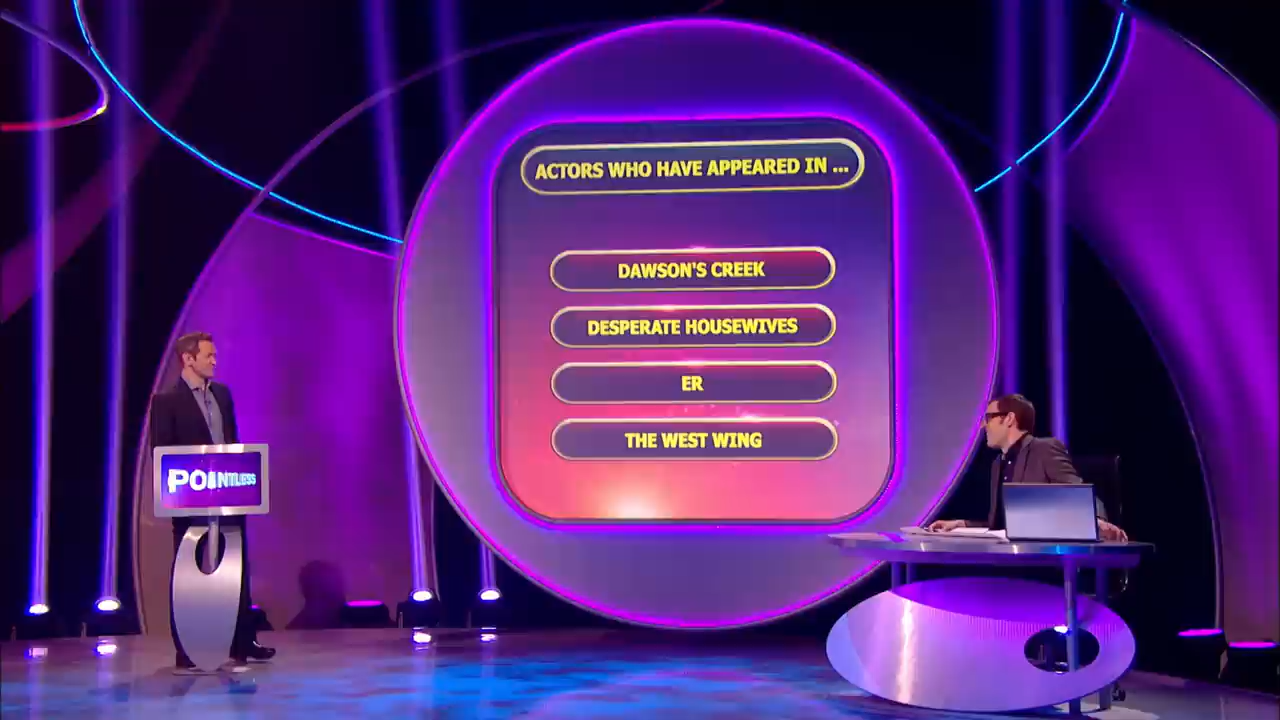 ACTORS WHO HAVE APPEARED IN ...
DAWSON'S CREEK
DESPERATE HOUSEWIVES
ER
THE WEST WING
POINTLESS